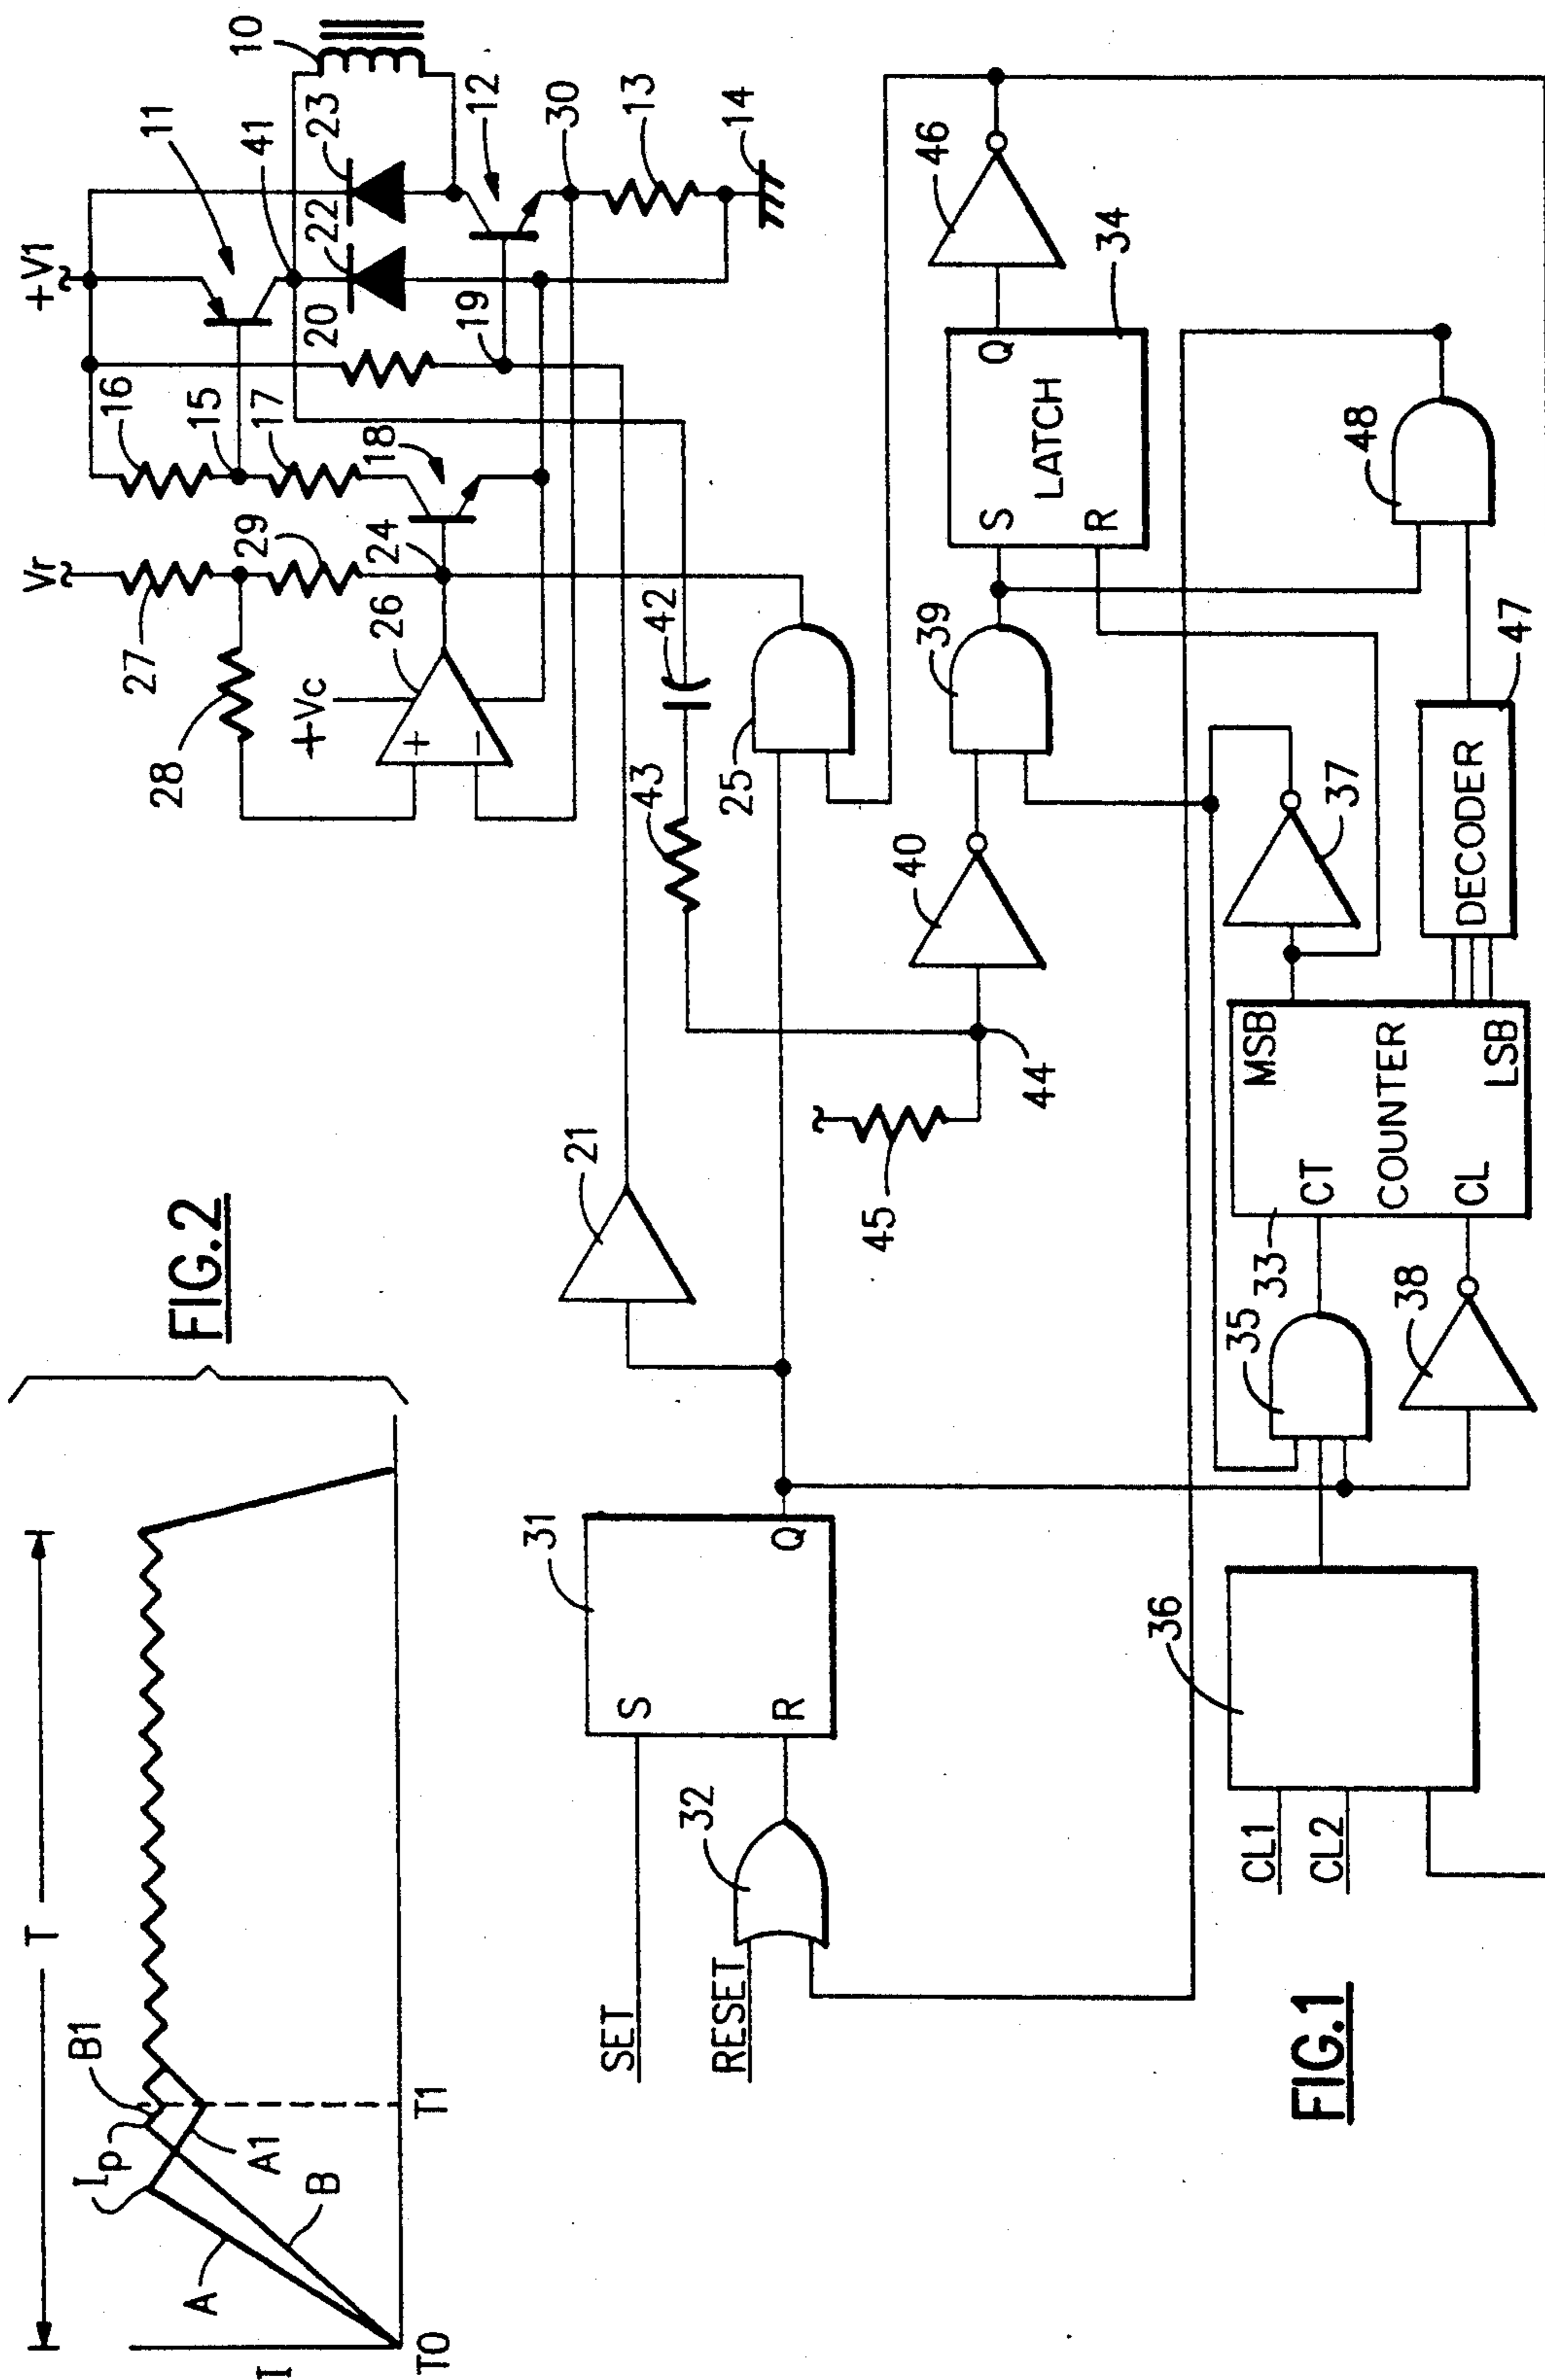 FIG.2
T
I
T0
T1
A
B
A1
B1
Ip
FIG.1
+V1
Vr
+Vc
10
11
12
13
14
15
16
17
18
19
20
21
22
23
24
25
26
27
28
29
30
41
42
43
44
45
40
39
46
34
S
R
Q
LATCH
48
47
DECODER
37
MSB
CT
COUNTER
CL
LSB
33
35
38
36
CL1
CL2
31
S
R
Q
32
SET
RESET
+
-